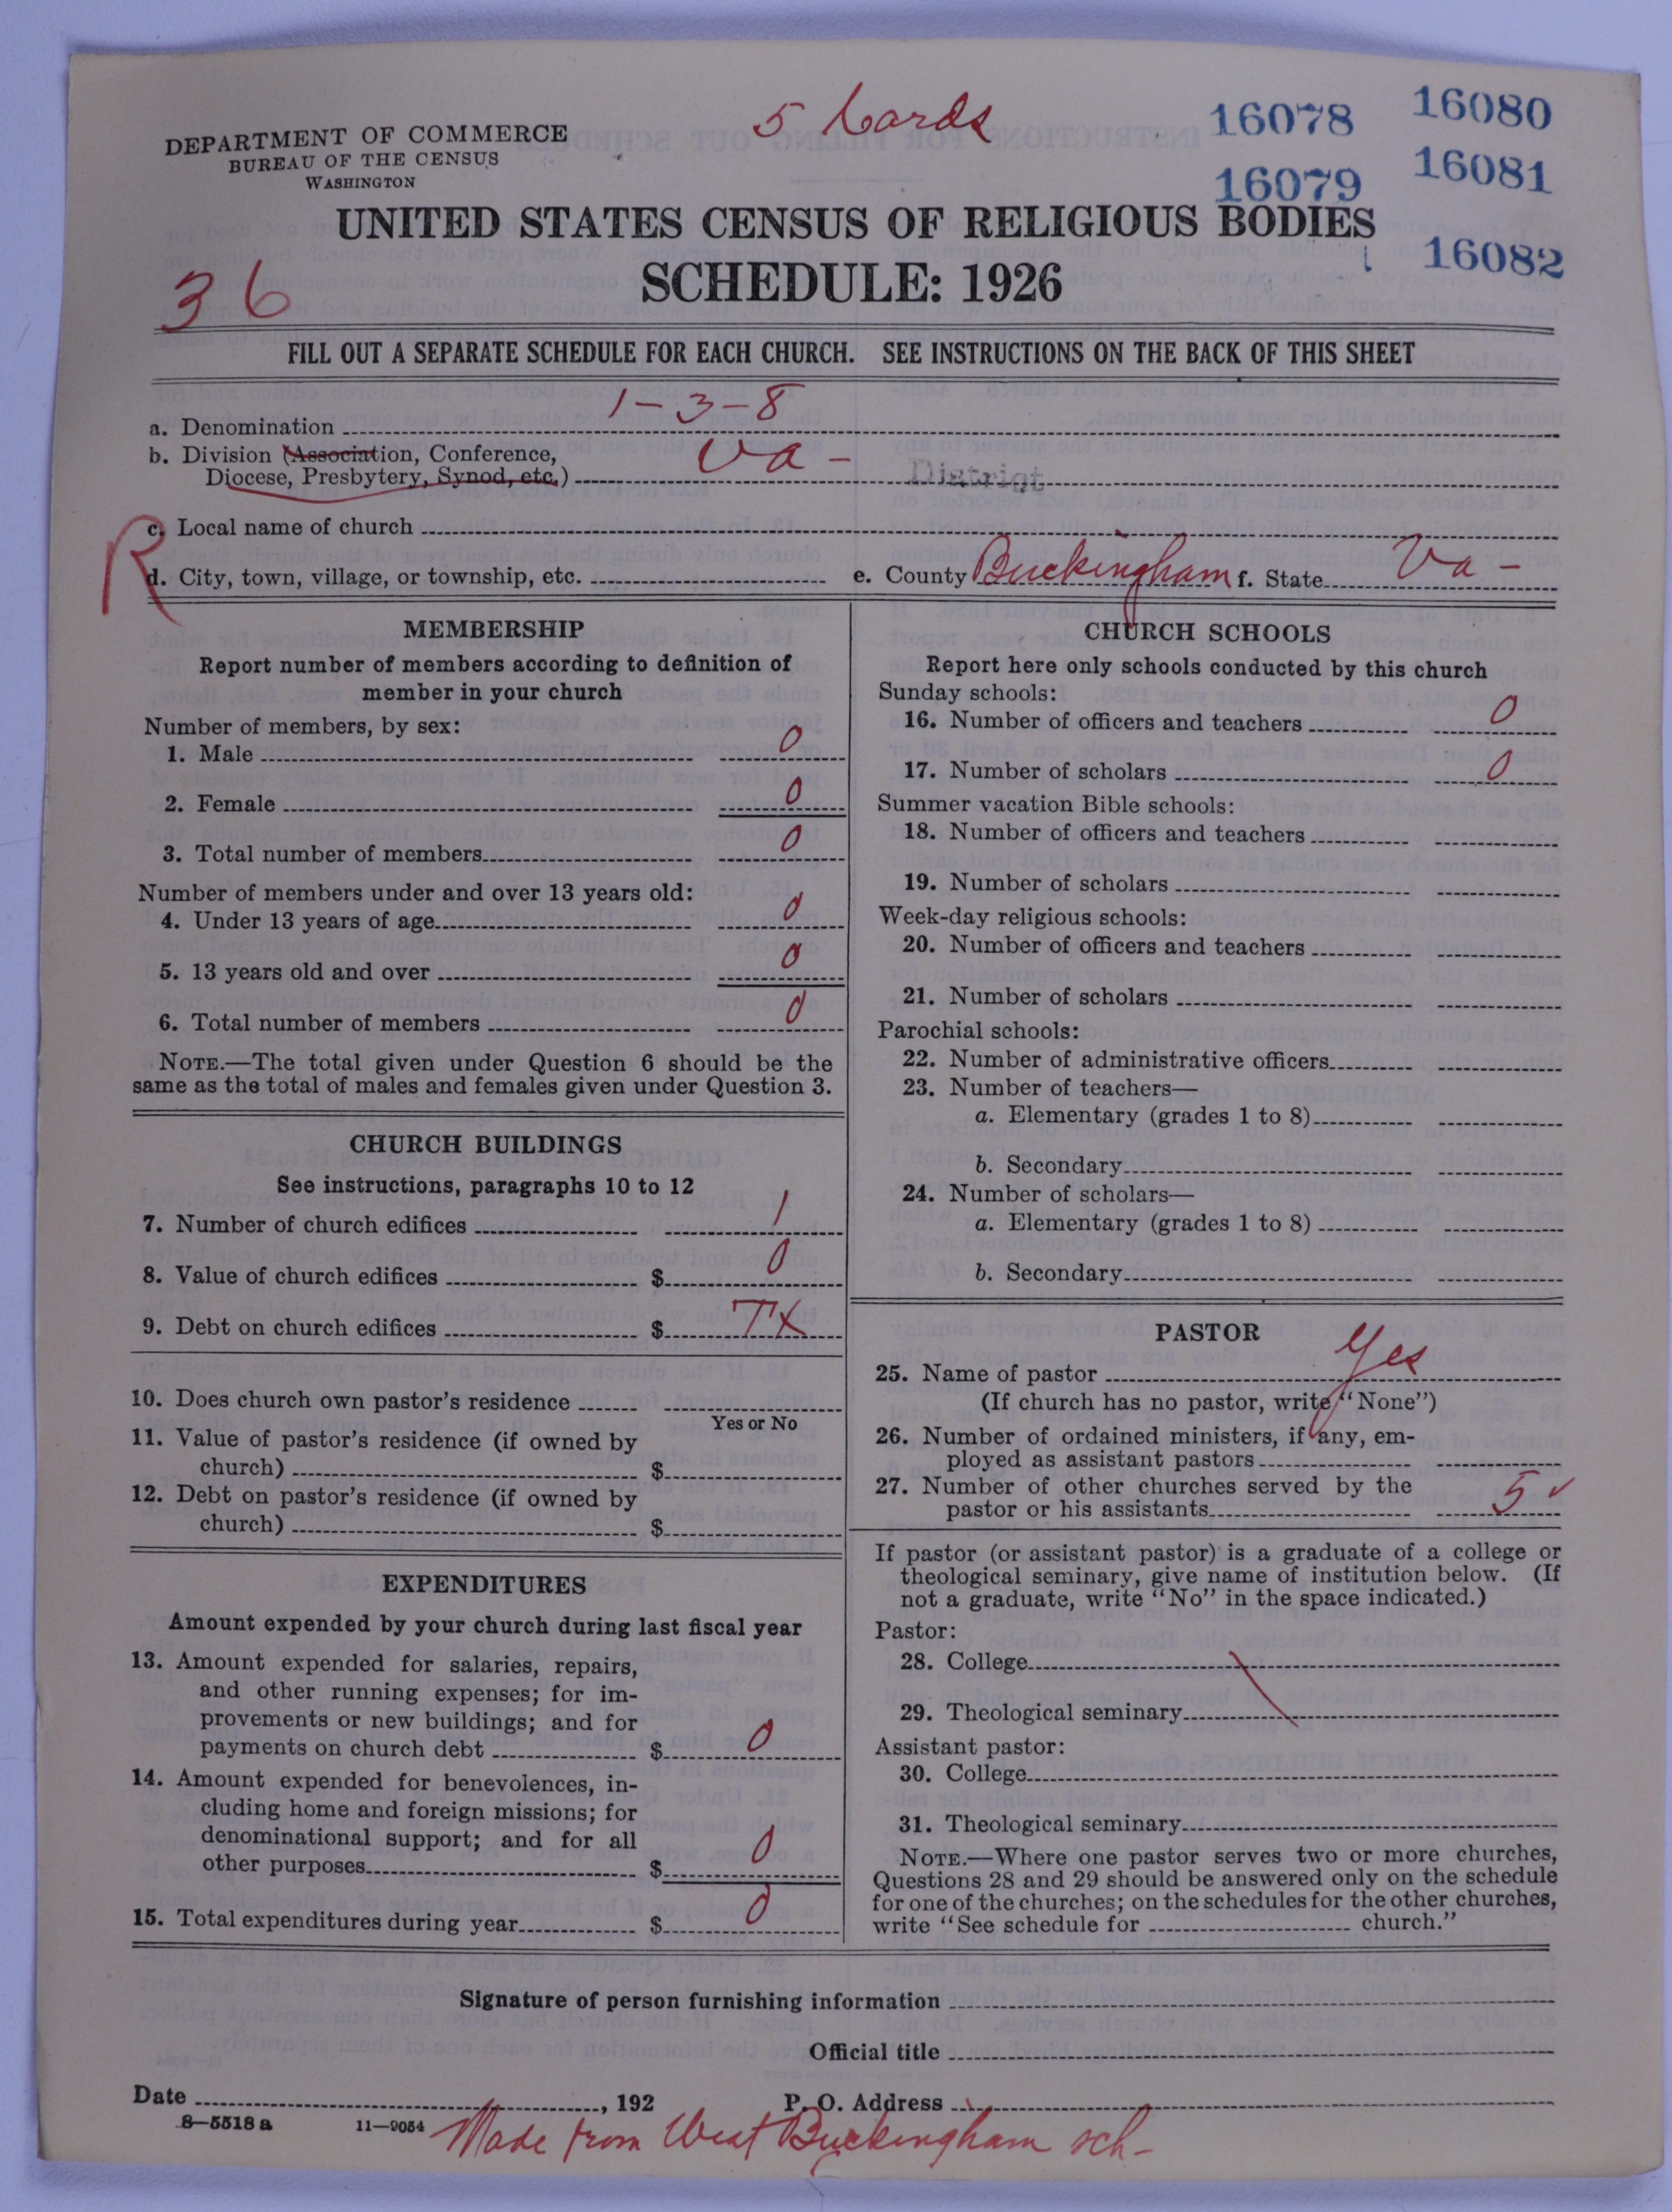 5 Cards
16078 16080
16079 16081
16082
DEPARTMENT OF COMMERCE
BUREAU OF THE CENSUS
WASHINGTON
UNITED STATES CENSUS OF RELIGIOUS BODIES
SCHEDULE: 1926
36
FILL OUT A SEPARATE SCHEDULE FOR EACH CHURCH. SEE INSTRUCTIONS ON THE BACK OF THIS SHEET
a. Denomination 1-3-8
b. Division (Association, Conference,
Diocese, Presbytery, Synod, etc.) Va - District
R
c. Local name of church
d. City, town, village, or township, etc. e. County Buckingham f. State Va -
MEMBERSHIP
Report number of members according to definition of
member in your church
Number of members, by sex:
1. Male 0
2. Female 0
3. Total number of members 0
Number of members under and over 13 years old:
4. Under 13 years of age 0
5. 13 years old and over 0
6. Total number of members 0
NOTE.—The total given under Question 6 should be the
same as the total of males and females given under Question 3.
CHURCH BUILDINGS
See instructions, paragraphs 10 to 12
7. Number of church edifices 1
8. Value of church edifices $ 0
9. Debt on church edifices $ TX
10. Does church own pastor's residence
Yes or No
11. Value of pastor's residence (if owned by
church) $
12. Debt on pastor's residence (if owned by
church) $
EXPENDITURES
Amount expended by your church during last fiscal year
13. Amount expended for salaries, repairs,
and other running expenses; for im-
provements or new buildings; and for
payments on church debt $ 0
14. Amount expended for benevolences, in-
cluding home and foreign missions; for
denominational support; and for all
other purposes $ 0
15. Total expenditures during year $ 0
CHURCH SCHOOLS
Report here only schools conducted by this church
Sunday schools:
16. Number of officers and teachers 0
17. Number of scholars 0
Summer vacation Bible schools:
18. Number of officers and teachers
19. Number of scholars
Week-day religious schools:
20. Number of officers and teachers
21. Number of scholars
Parochial schools:
22. Number of administrative officers
23. Number of teachers—
a. Elementary (grades 1 to 8)
b. Secondary
24. Number of scholars—
a. Elementary (grades 1 to 8)
b. Secondary
PASTOR
25. Name of pastor Yes
(If church has no pastor, write "None")
26. Number of ordained ministers, if any, em-
ployed as assistant pastors
27. Number of other churches served by the
pastor or his assistants 5 ✓
If pastor (or assistant pastor) is a graduate of a college or
theological seminary, give name of institution below. (If
not a graduate, write "No" in the space indicated.)
Pastor:
28. College
29. Theological seminary
Assistant pastor:
30. College
31. Theological seminary
NOTE.—Where one pastor serves two or more churches,
Questions 28 and 29 should be answered only on the schedule
for one of the churches; on the schedules for the other churches,
write "See schedule for church."
Signature of person furnishing information
Official title
Date , 192 P. O. Address
8-5518a 11-9054
Made from West Buckingham sch-